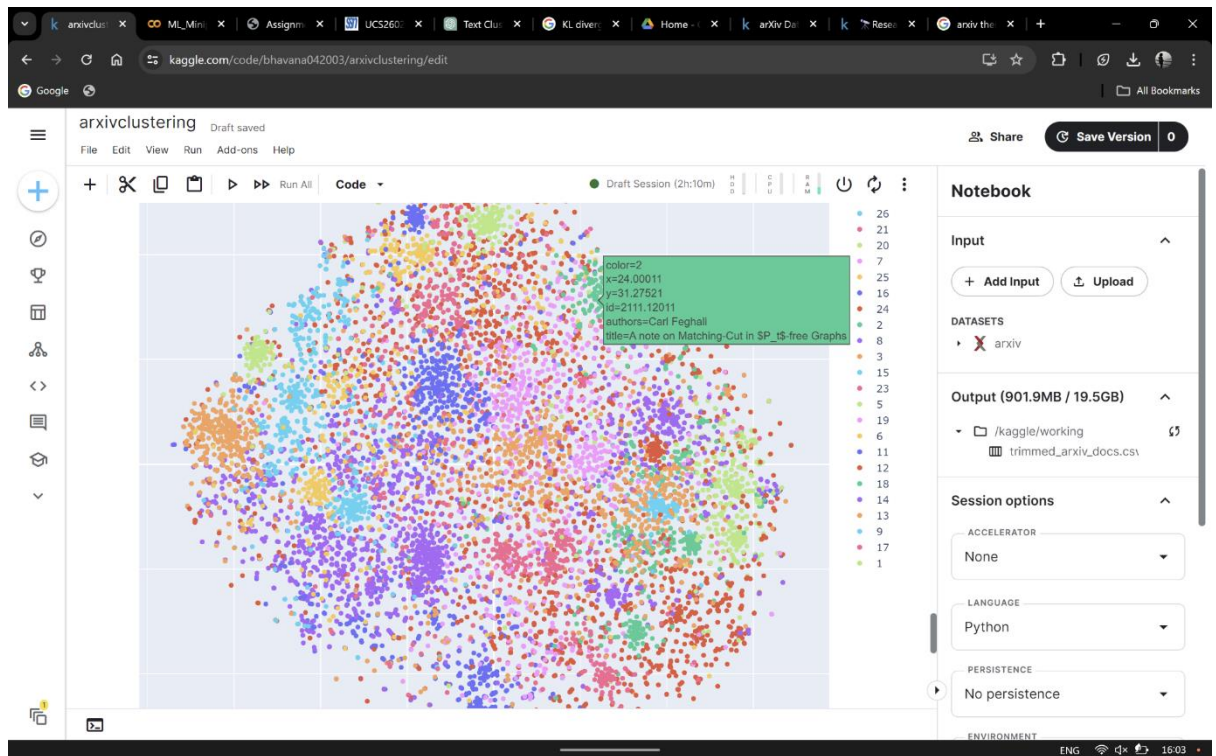 arxivclust
ML_Mini
Assignm
UCS260
Text Clus
KL diverg
Home -
arXiv Da
Resea
arxiv the
kaggle.com/code/bhavana042003/arxivclustering/edit
Google
All Bookmarks
arxivclustering Draft saved
File Edit View Run Add-ons Help
Share
Save Version 0
Run All Code
Draft Session (2h:10m)
HDD
CPU
RAM
26
21
20
7
25
16
24
2
8
3
15
23
5
19
6
11
12
18
14
13
9
17
1
color=2
x=24.00011
y=31.27521
id=2111.12011
authors=Carl Feghali
title=A note on Matching-Cut in $P_t$-free Graphs
Notebook
Input
+ Add Input Upload
DATASETS
arxiv
Output (901.9MB / 19.5GB)
/kaggle/working
trimmed_arxiv_docs.csv
Session options
ACCELERATOR
None
LANGUAGE
Python
PERSISTENCE
No persistence
ENVIRONMENT
1
ENG 16:03